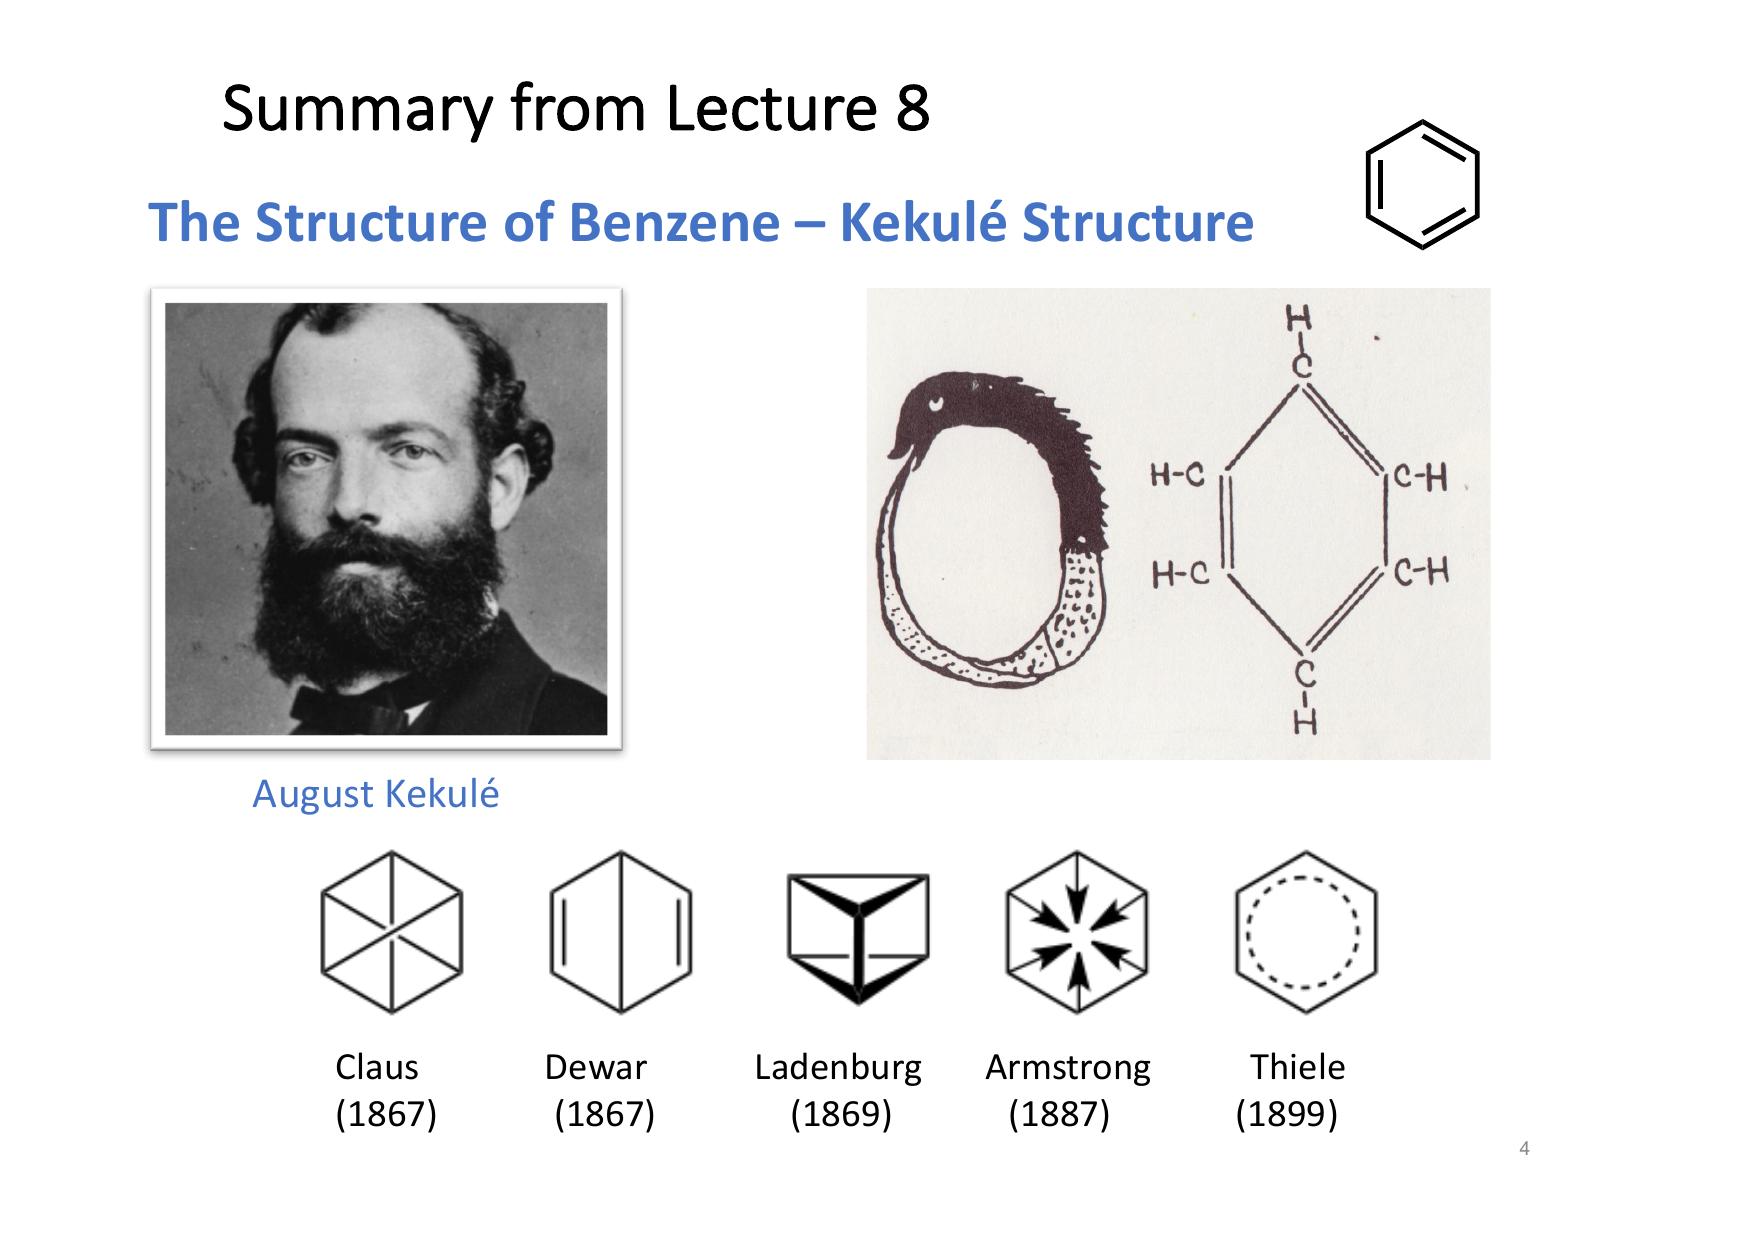 Summary from Lecture 8
The Structure of Benzene – Kekulé Structure
H
C
H-C
C-H
H-C
C-H
C
H
August Kekulé
Claus Dewar Ladenburg Armstrong Thiele
(1867) (1867) (1869) (1887) (1899)
4